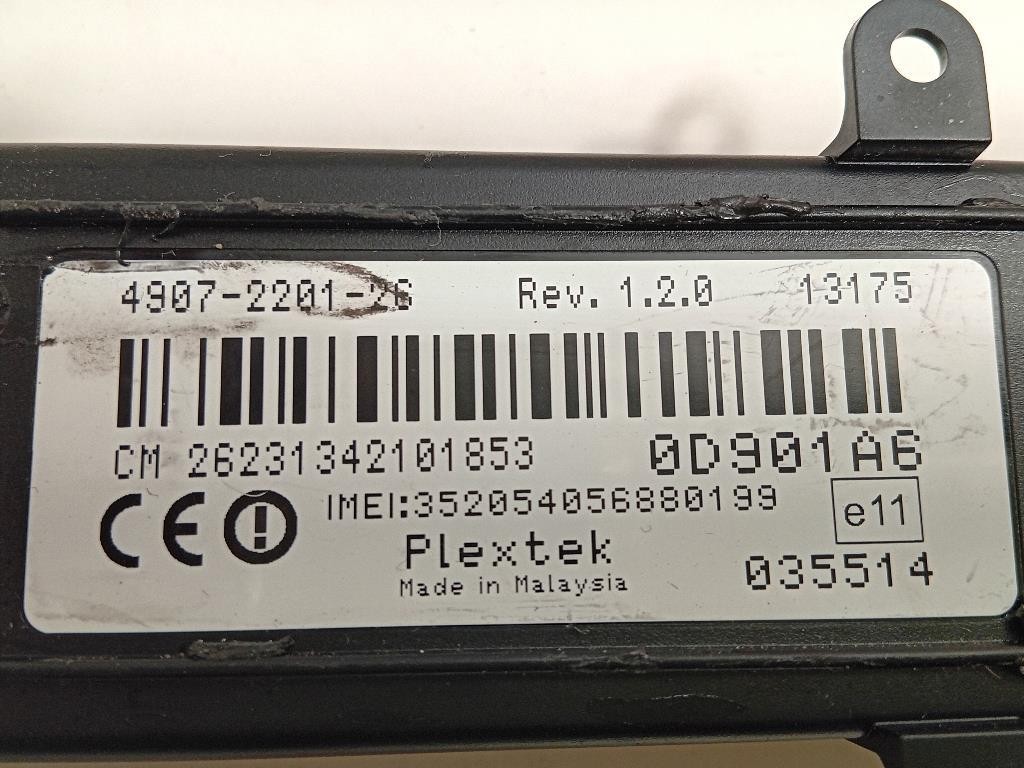 4907-2201-26 Rev. 1.2.0 13175
CM 26231342101853 0D901A6
CE IMEI:352054056880199 e11
Plextek
Made in Malaysia 035514